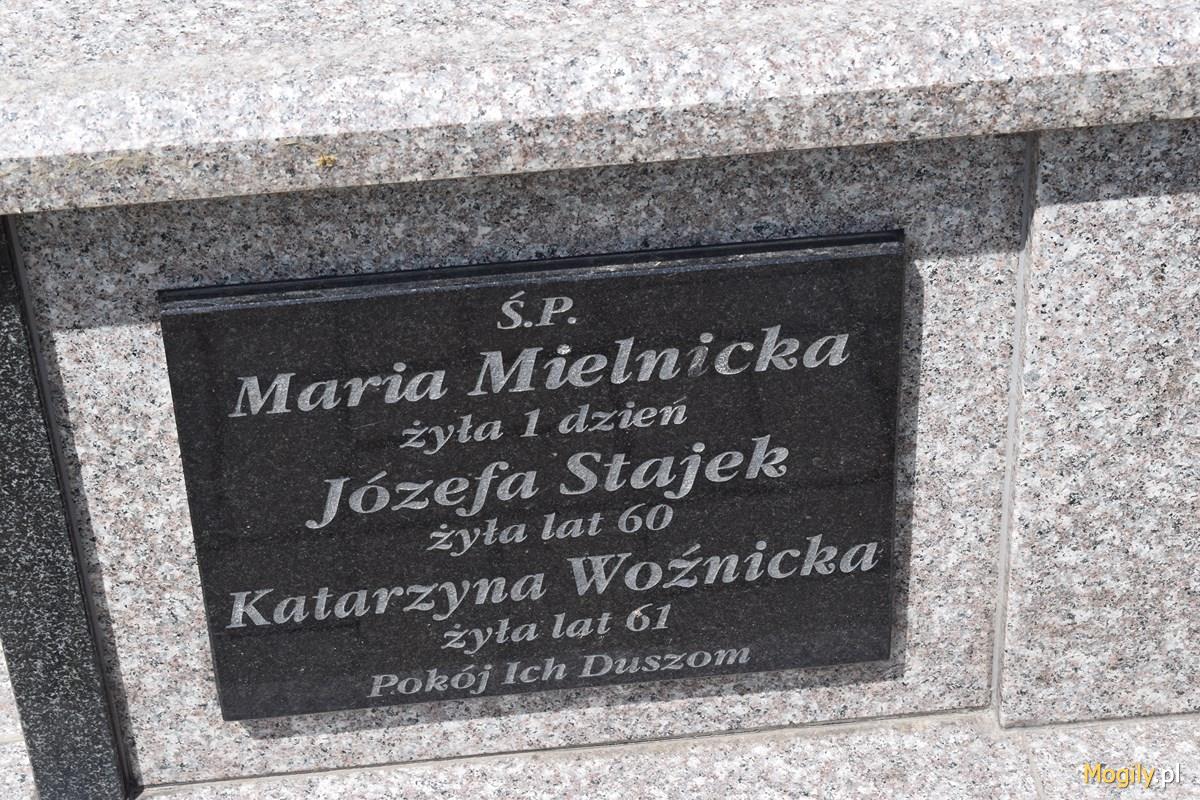 Ś.P.
Maria Mielnicka
żyła 1 dzień
Józefa Stajek
żyła lat 60
Katarzyna Woźnicka
żyła lat 61
Pokój Ich Duszom
Mogily.pl